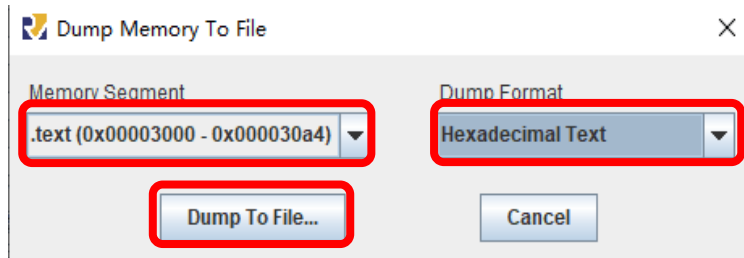 Dump Memory To File
Memory Segment
Dump Format
.text (0x00003000 - 0x000030a4)
Hexadecimal Text
Dump To File...
Cancel